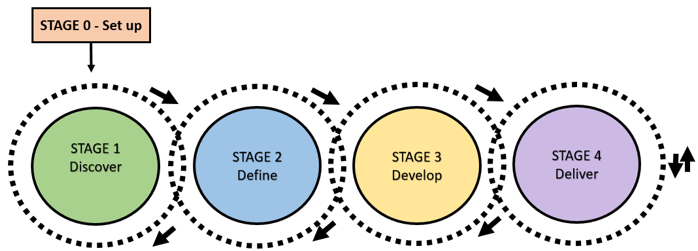 STAGE 0 - Set up
STAGE 1
Discover
STAGE 2
Define
STAGE 3
Develop
STAGE 4
Deliver